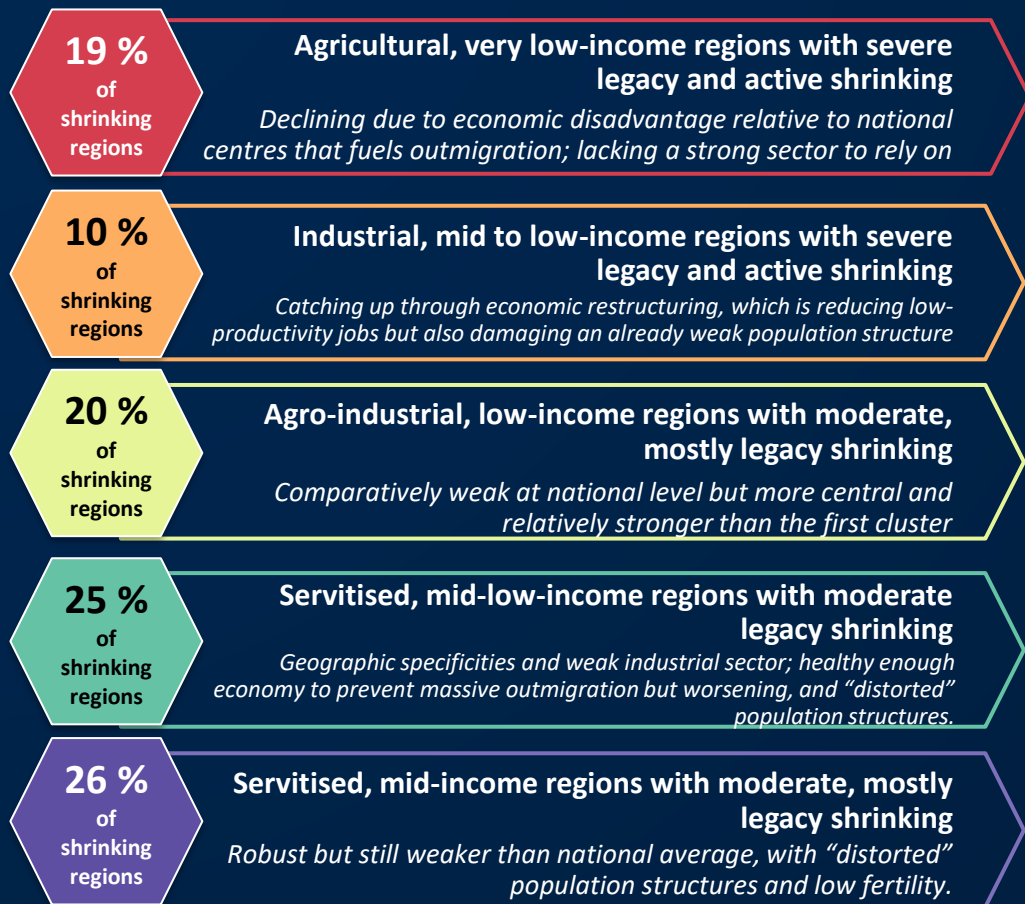 19 %
of
shrinking
regions
Agricultural, very low-income regions with severe
legacy and active shrinking
Declining due to economic disadvantage relative to national
centres that fuels outmigration; lacking a strong sector to rely on
10 %
of
shrinking
regions
Industrial, mid to low-income regions with severe
legacy and active shrinking
Catching up through economic restructuring, which is reducing low-
productivity jobs but also damaging an already weak population structure
20 %
of
shrinking
regions
Agro-industrial, low-income regions with moderate,
mostly legacy shrinking
Comparatively weak at national level but more central and
relatively stronger than the first cluster
25 %
of
shrinking
regions
Servitised, mid-low-income regions with moderate
legacy shrinking
Geographic specificities and weak industrial sector; healthy enough
economy to prevent massive outmigration but worsening, and “distorted”
population structures.
26 %
of
shrinking
regions
Servitised, mid-income regions with moderate, mostly
legacy shrinking
Robust but still weaker than national average, with “distorted”
population structures and low fertility.